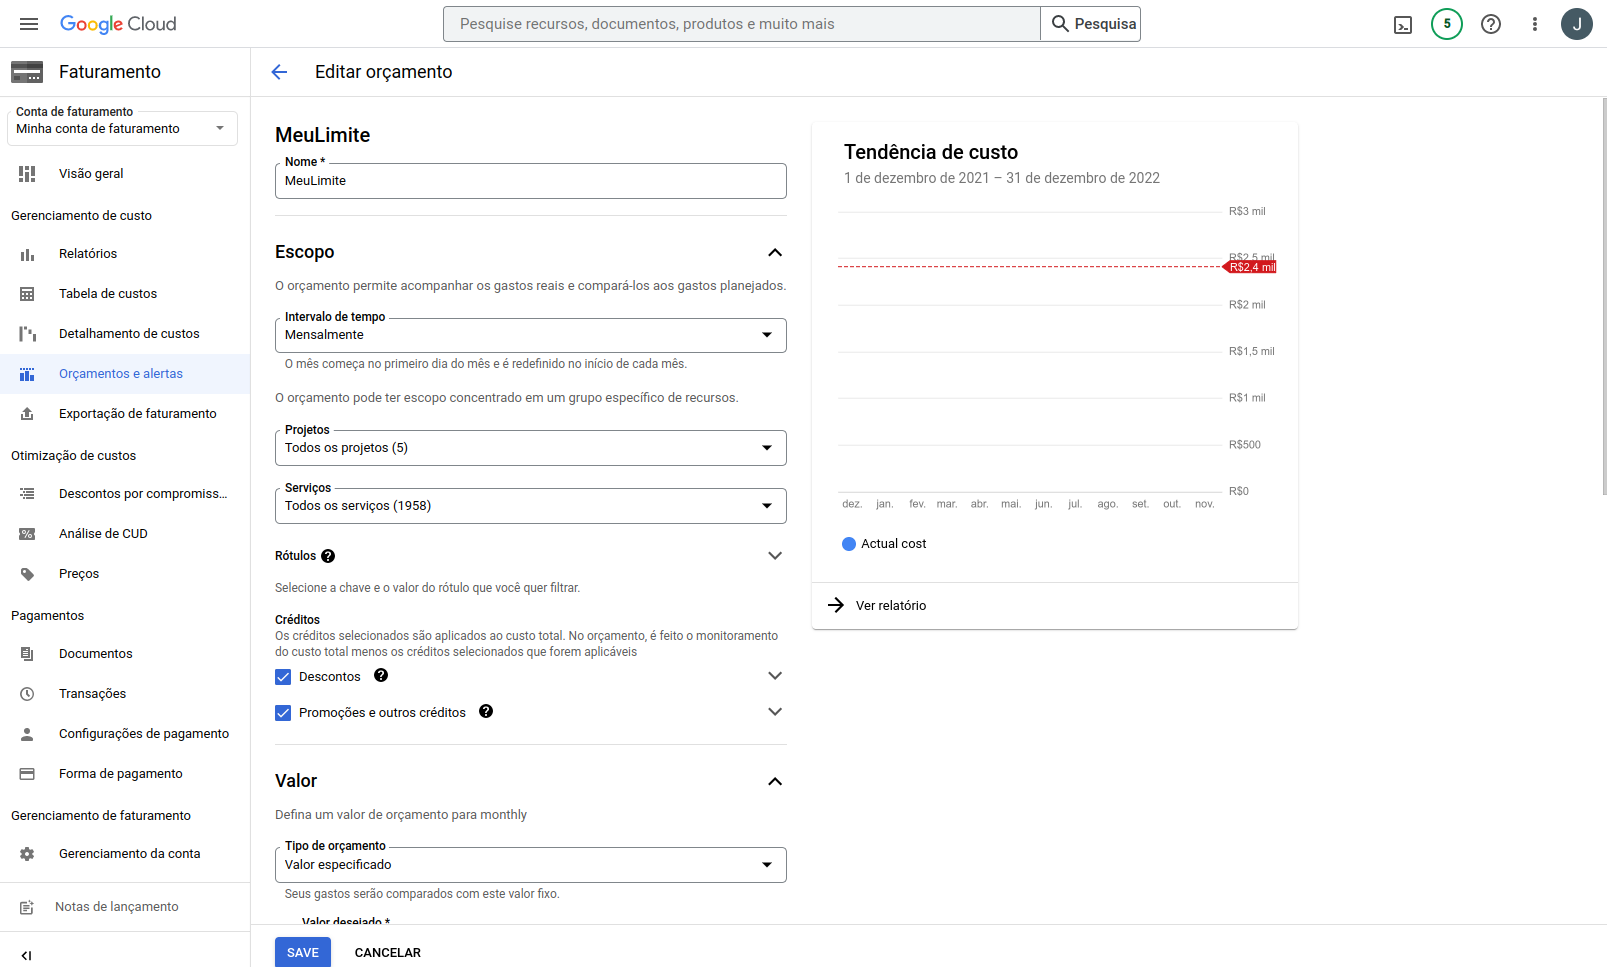 Google Cloud
Pesquise recursos, documentos, produtos e muito mais
Pesquisa
5
J
Faturamento
Editar orçamento
Conta de faturamento
Minha conta de faturamento
Visão geral
Gerenciamento de custo
Relatórios
Tabela de custos
Detalhamento de custos
Orçamentos e alertas
Exportação de faturamento
Otimização de custos
Descontos por compromiss...
Análise de CUD
Preços
Pagamentos
Documentos
Transações
Configurações de pagamento
Forma de pagamento
Gerenciamento de faturamento
Gerenciamento da conta
Notas de lançamento
MeuLimite
Nome *
MeuLimite
Escopo
O orçamento permite acompanhar os gastos reais e compará-los aos gastos planejados.
Intervalo de tempo
Mensalmente
O mês começa no primeiro dia do mês e é redefinido no início de cada mês.
O orçamento pode ter escopo concentrado em um grupo específico de recursos.
Projetos
Todos os projetos (5)
Serviços
Todos os serviços (1958)
Rótulos
Selecione a chave e o valor do rótulo que você quer filtrar.
Créditos
Os créditos selecionados são aplicados ao custo total. No orçamento, é feito o monitoramento
do custo total menos os créditos selecionados que forem aplicáveis
Descontos
Promoções e outros créditos
Valor
Defina um valor de orçamento para monthly
Tipo de orçamento
Valor especificado
Seus gastos serão comparados com este valor fixo.
Valor desejado *
SAVE
CANCELAR
Tendência de custo
1 de dezembro de 2021 – 31 de dezembro de 2022
R$3 mil
R$2,5 mil
R$2,4 mil
R$2 mil
R$1,5 mil
R$1 mil
R$500
R$0
dez. jan. fev. mar. abr. mai. jun. jul. ago. set. out. nov.
Actual cost
Ver relatório